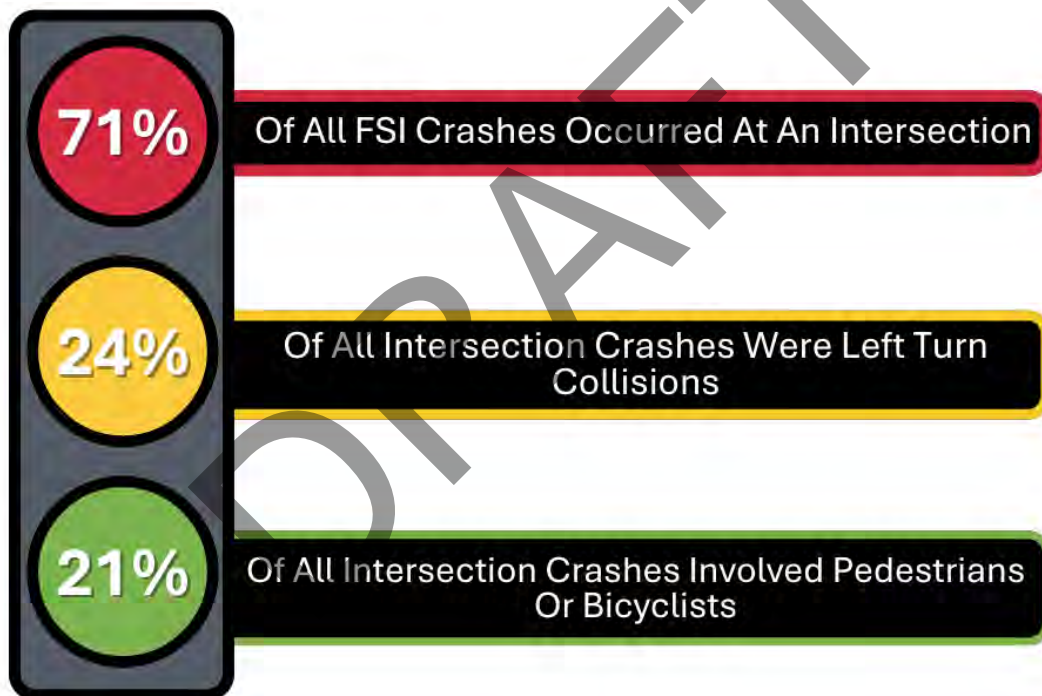 71%
Of All FSI Crashes Occurred At An Intersection
24%
Of All Intersection Crashes Were Left Turn
Collisions
21%
Of All Intersection Crashes Involved Pedestrians
Or Bicyclists
DRAFT